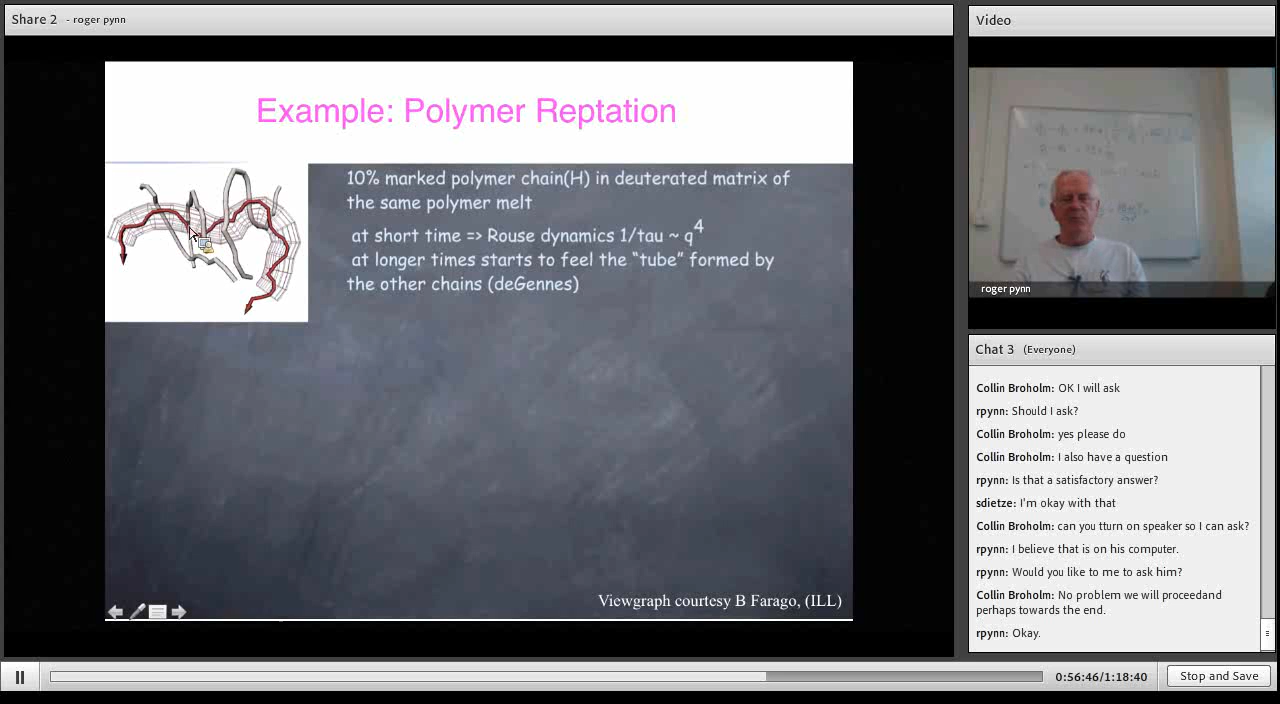 Share 2 - roger pynn
Example: Polymer Reptation
10% marked polymer chain(H) in deuterated matrix of
the same polymer melt
at short time => Rouse dynamics 1/tau ~ q⁴
at longer times starts to feel the “tube” formed by
the other chains (deGennes)
Viewgraph courtesy B Farago, (ILL)
Video
roger pynn
Chat 3 (Everyone)
Collin Broholm: OK I will ask
rpynn: Should I ask?
Collin Broholm: yes please do
Collin Broholm: I also have a question
rpynn: Is that a satisfactory answer?
sdietze: I'm okay with that
Collin Broholm: can you tturn on speaker so I can ask?
rpynn: I believe that is on his computer.
rpynn: Would you like to me to ask him?
Collin Broholm: No problem we will proceedand
perhaps towards the end.
rpynn: Okay.
0:56:46/1:18:40
Stop and Save